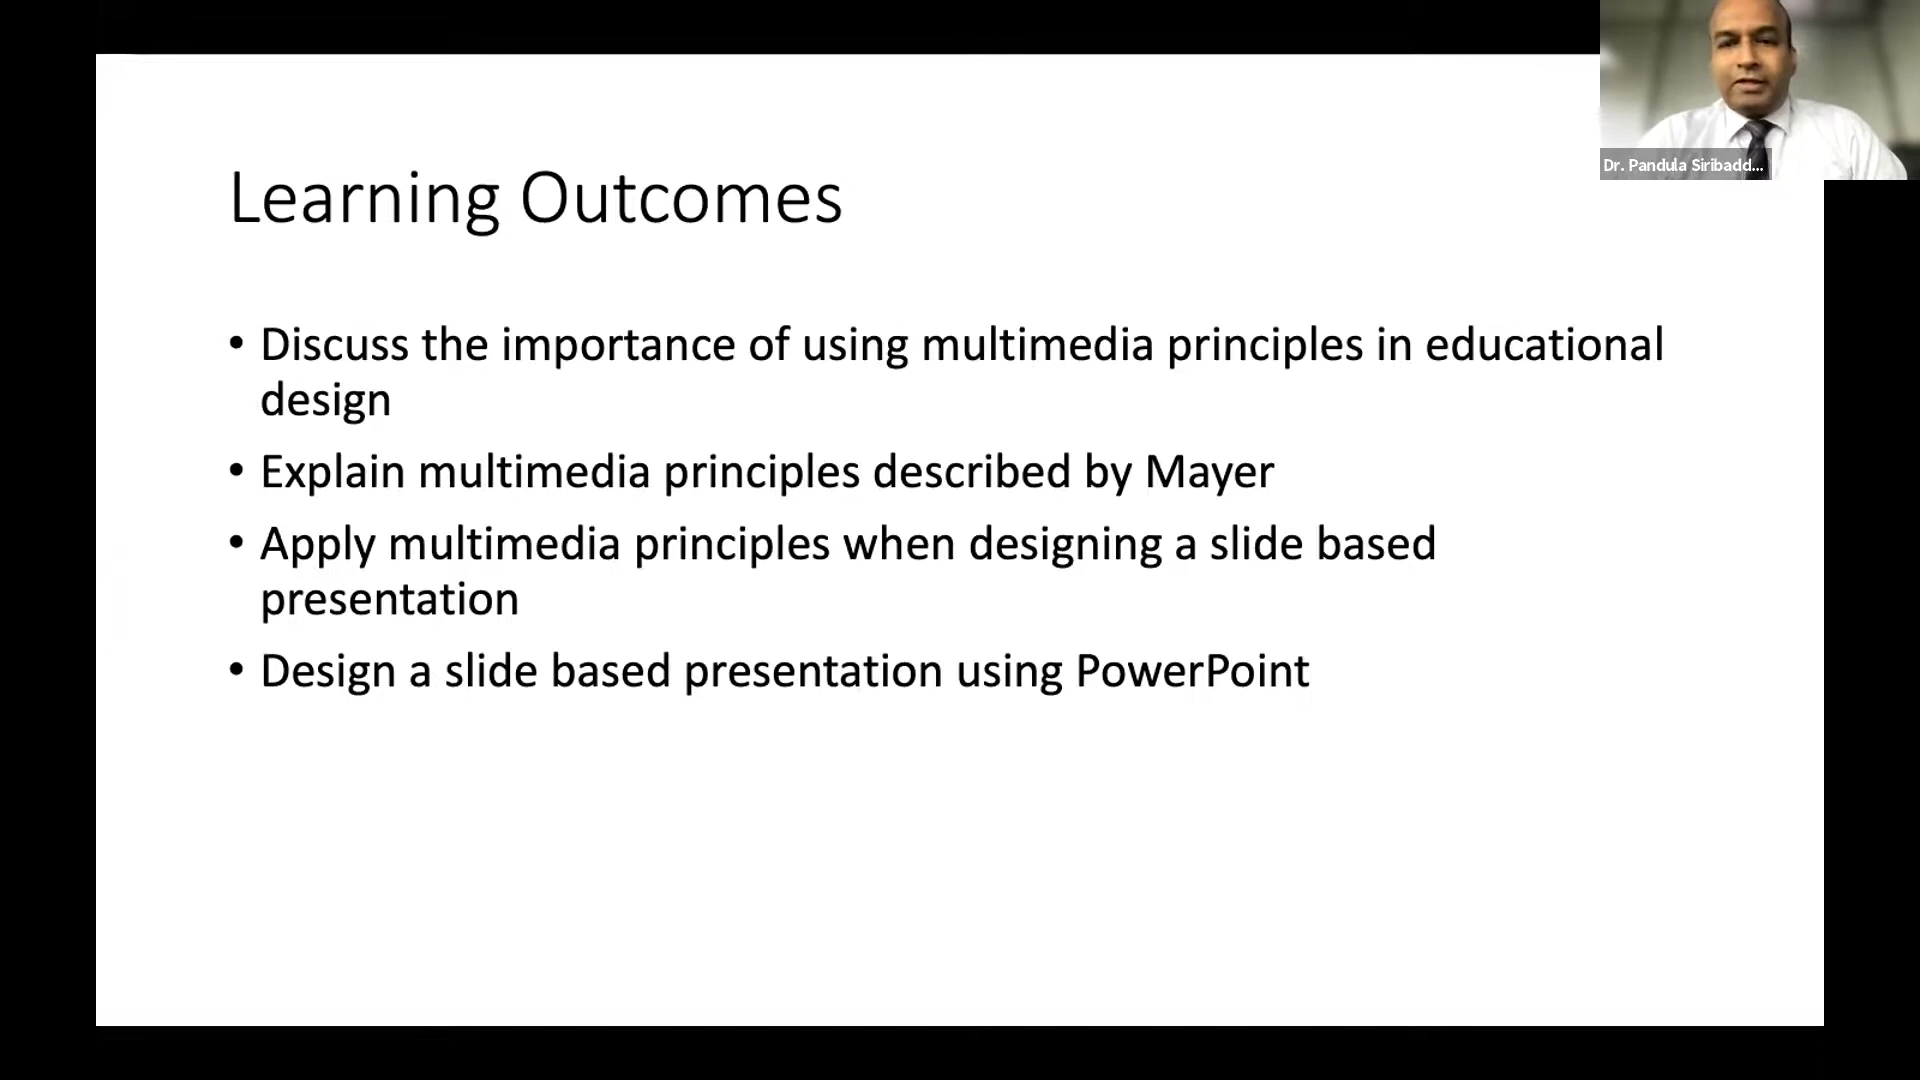 Dr. Pandula Siribadd...
Learning Outcomes
• Discuss the importance of using multimedia principles in educational
design
• Explain multimedia principles described by Mayer
• Apply multimedia principles when designing a slide based
presentation
• Design a slide based presentation using PowerPoint